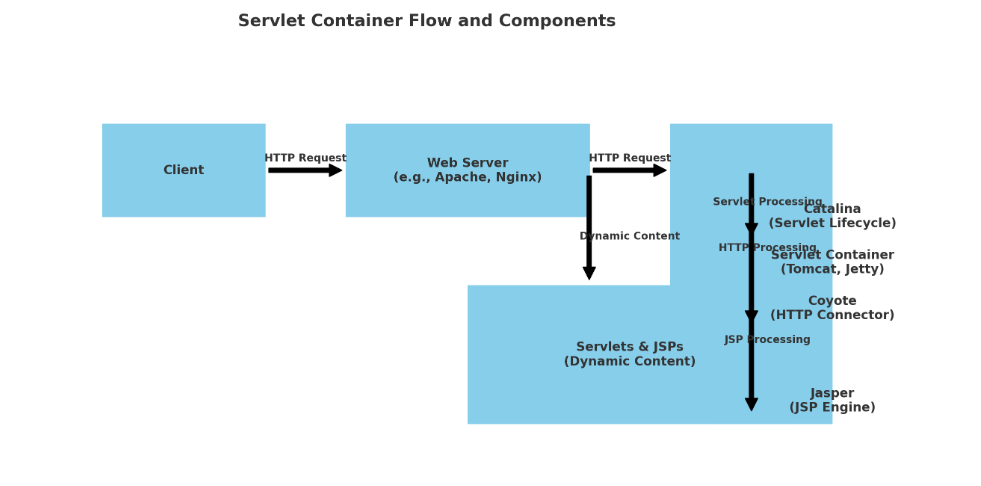 Servlet Container Flow and Components
Client
HTTP Request
Web Server
(e.g., Apache, Nginx)
HTTP Request
Dynamic Content
Servlet Processing
Catalina
(Servlet Lifecycle)
HTTP Processing
Servlet Container
(Tomcat, Jetty)
Coyote
(HTTP Connector)
JSP Processing
Servlets & JSPs
(Dynamic Content)
Jasper
(JSP Engine)